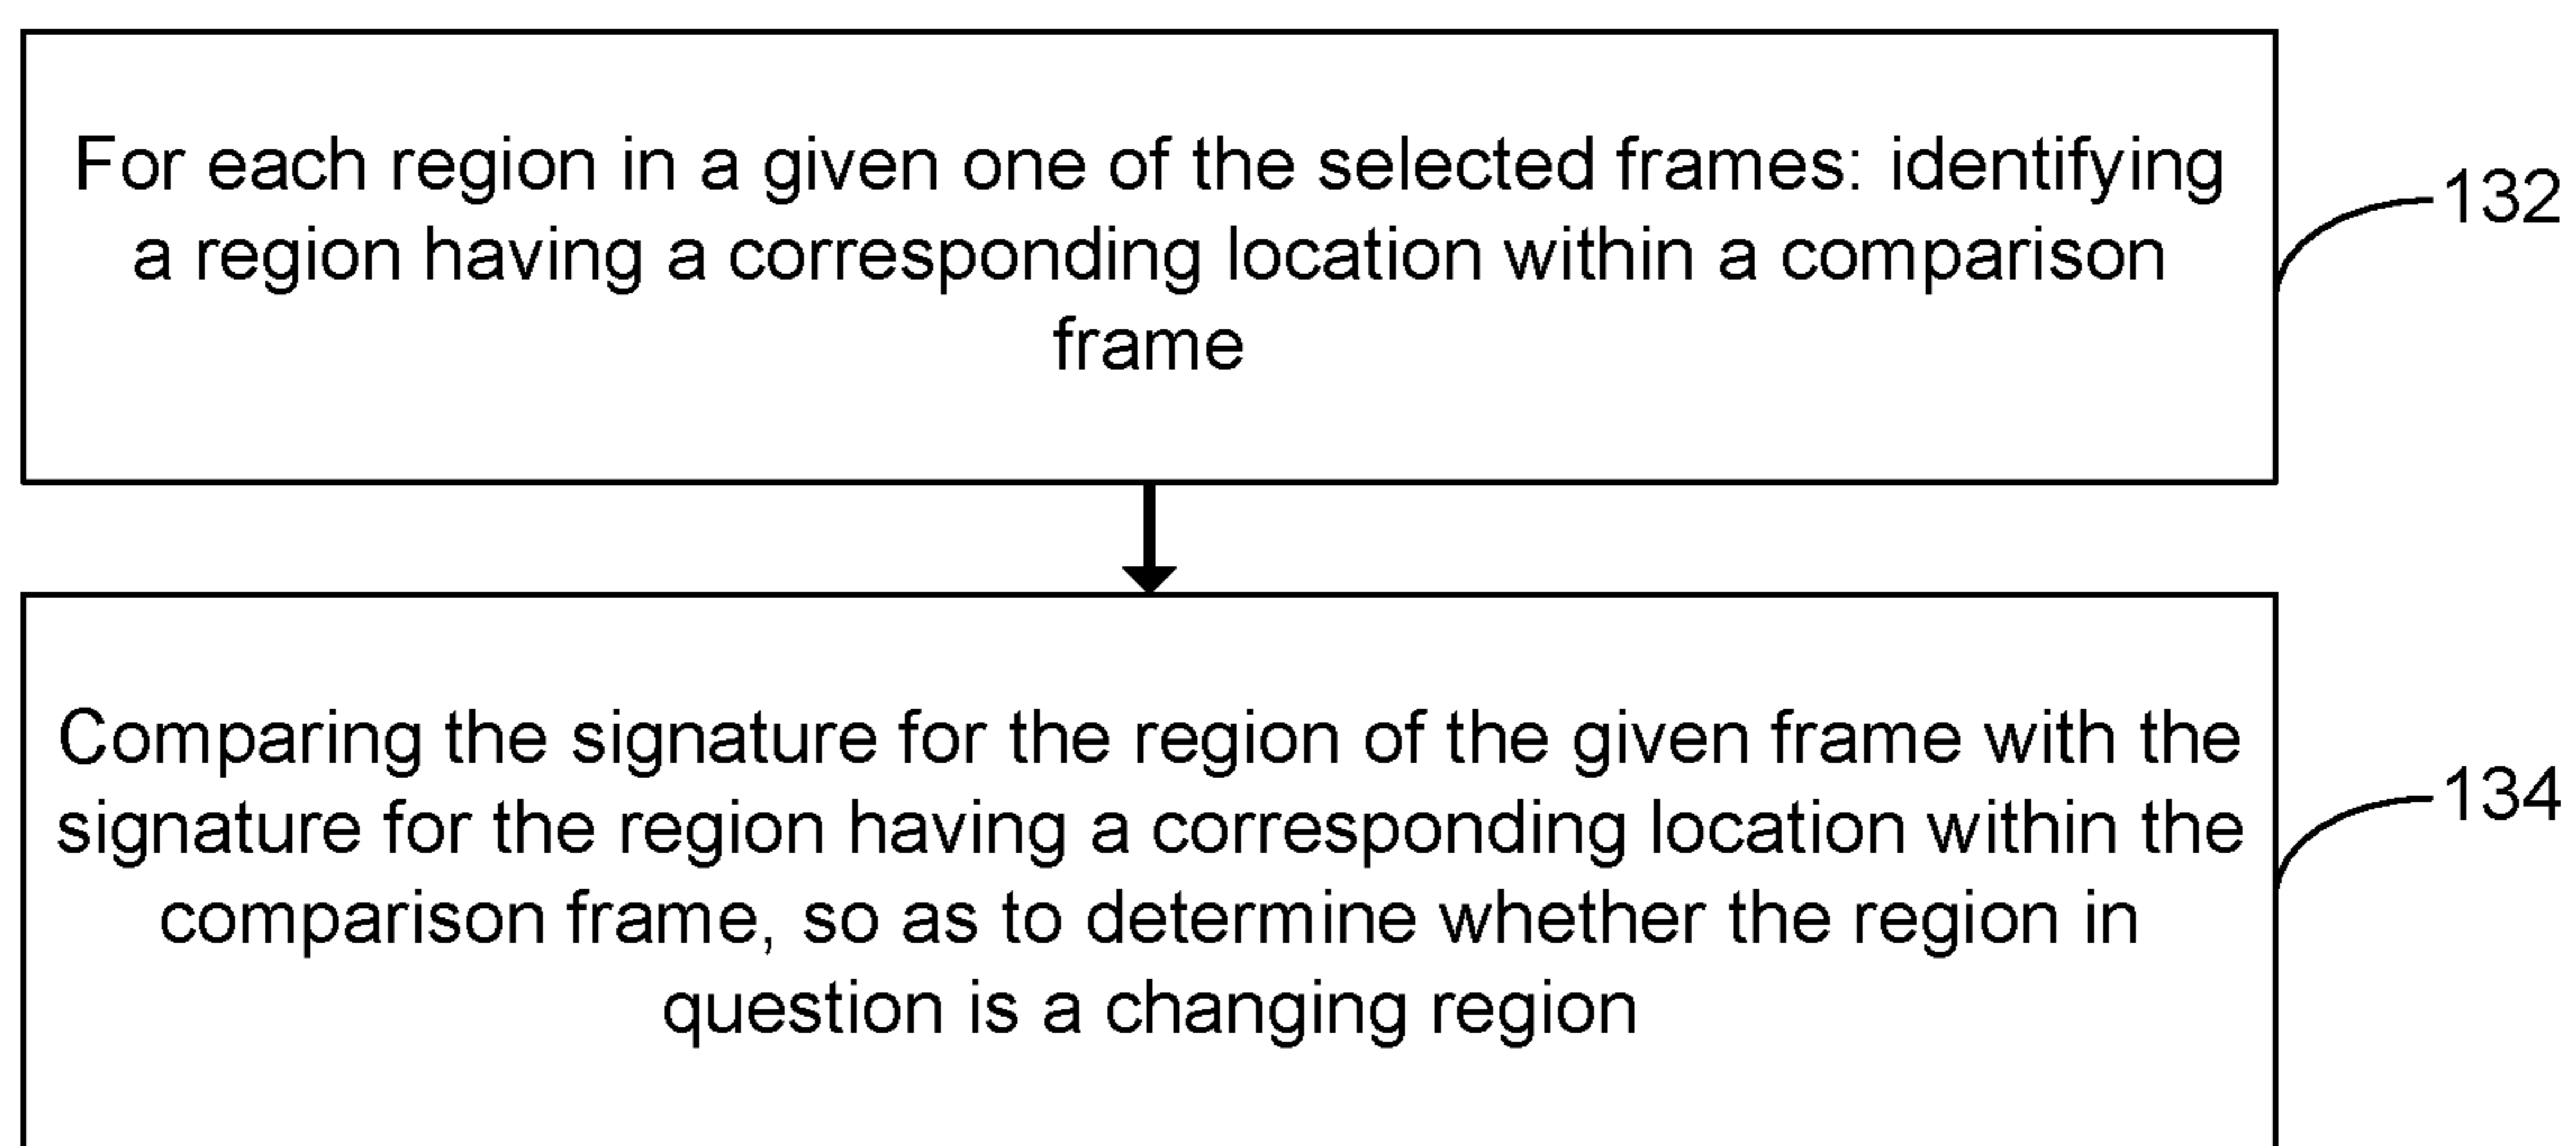 For each region in a given one of the selected frames: identifying
a region having a corresponding location within a comparison
frame
132
Comparing the signature for the region of the given frame with the
signature for the region having a corresponding location within the
comparison frame, so as to determine whether the region in
question is a changing region
134